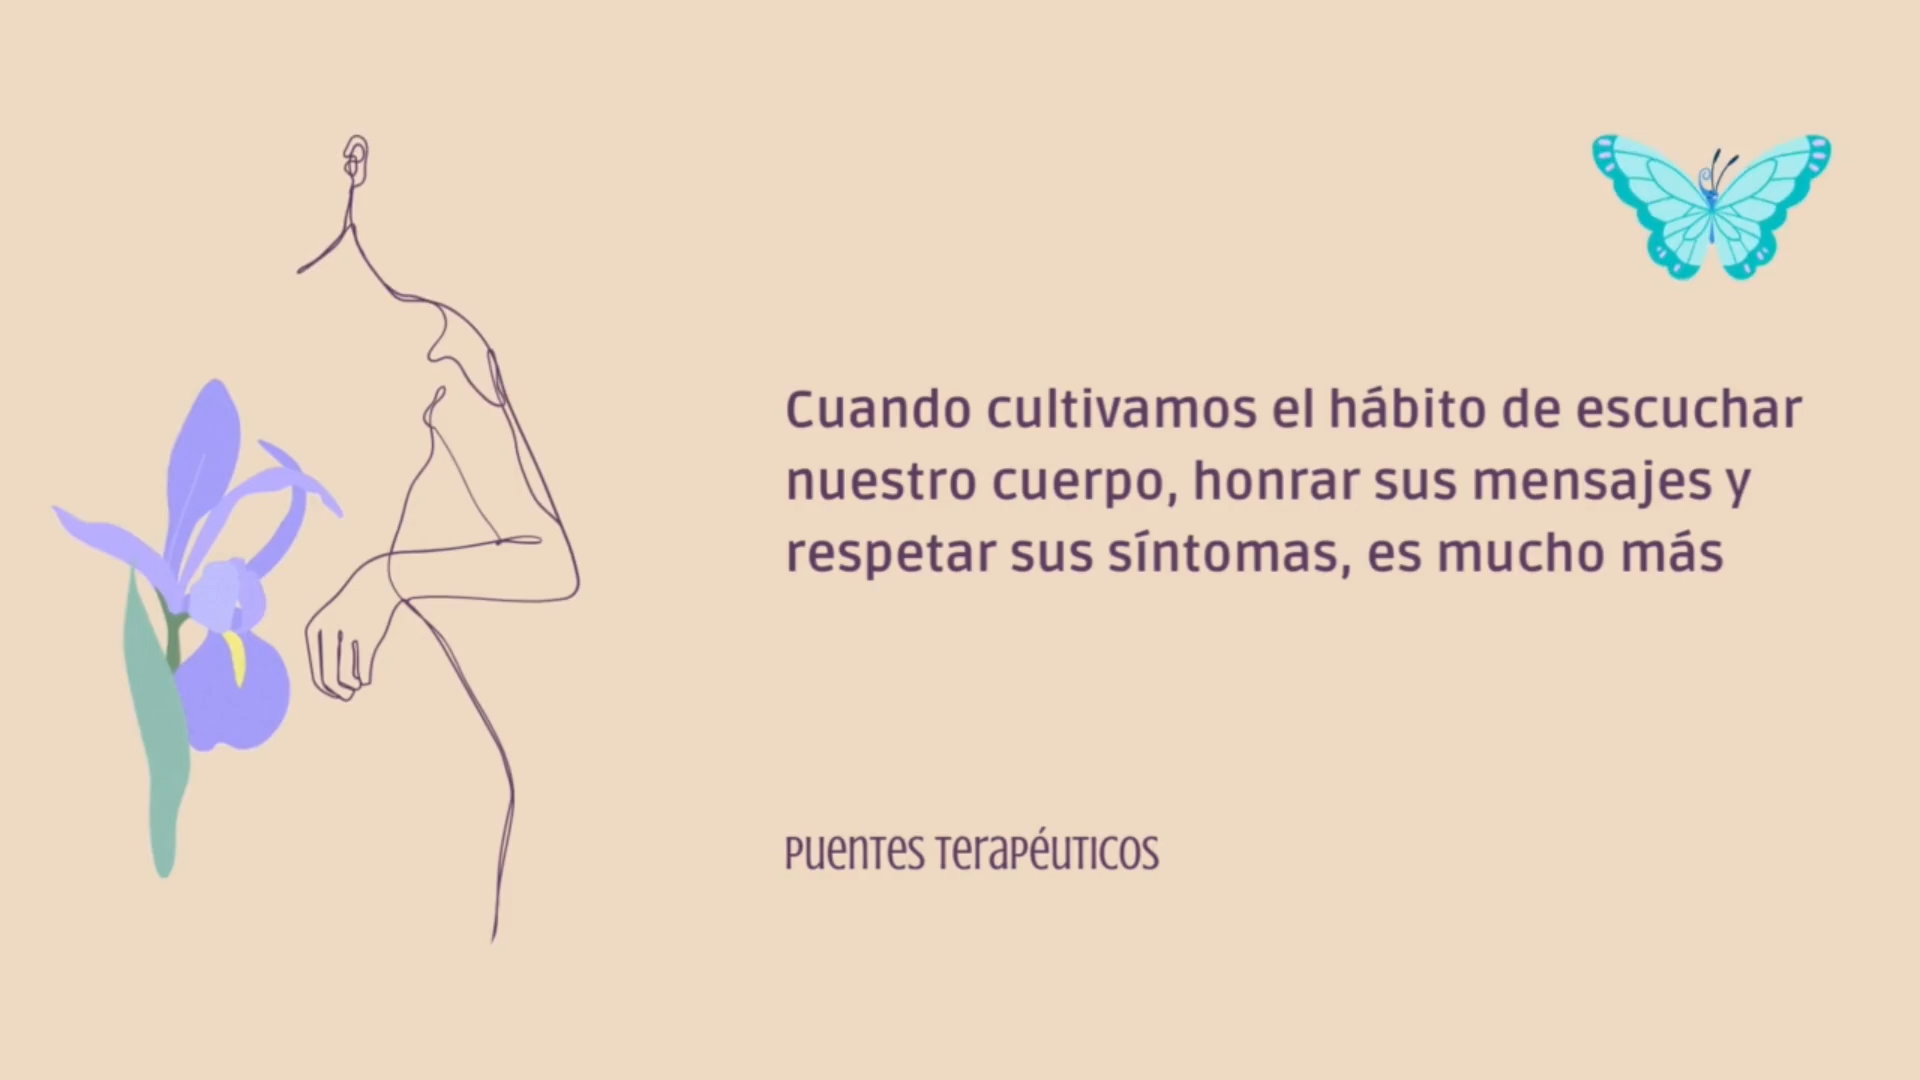 Cuando cultivamos el hábito de escuchar
nuestro cuerpo, honrar sus mensajes y
respetar sus síntomas, es mucho más
Puentes Terapéuticos